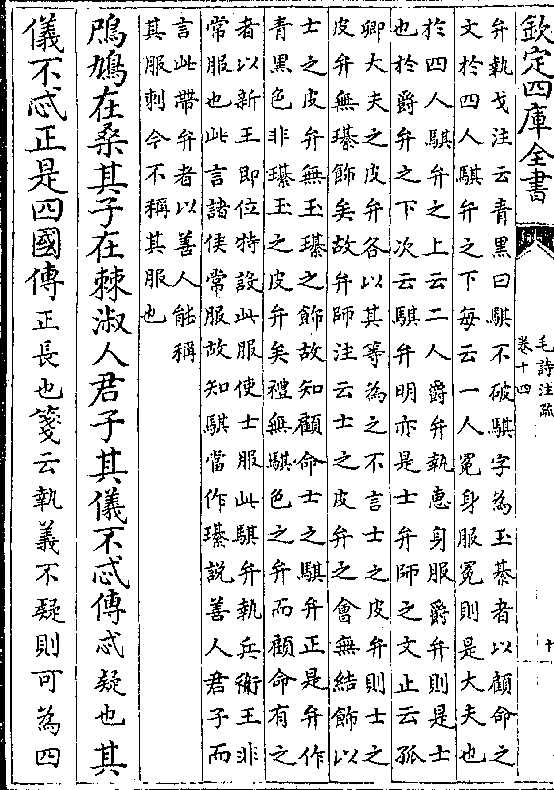 欽定四庫全書
毛詩注疏
卷十四
十
弁執戈注云青黑曰騏不破騏字為玉綦者以顧命之
文於四人騏弁之下每云一人冕身服冕則是大夫也
於四人騏弁之上云二人爵弁執惠身服爵弁則是士
也於爵弁之下次云騏弁明亦是士弁師之文止云孤
卿大夫之皮弁各以其等為之不言士之皮弁則士之
皮弁無璂飾矣故弁師注云士之皮弁之會無結飾以
士之皮弁無玉璂之飾故知顧命士之騏弁正是弁作
青黑色非璂玉之皮弁矣禮無騏色之弁而顧命有之
者以新王即位特設此服使士服此騏弁執兵衛王非
常服也此言諸侯常服故知騏當作璂說善人君子而
言此帶弁者以善人能稱
其服刺今不稱其服也
鳲鳩在桑其子在棘淑人君子其儀不忒傳忒疑也其
儀不忒正是四國傳正長也箋云執義不疑則可為四